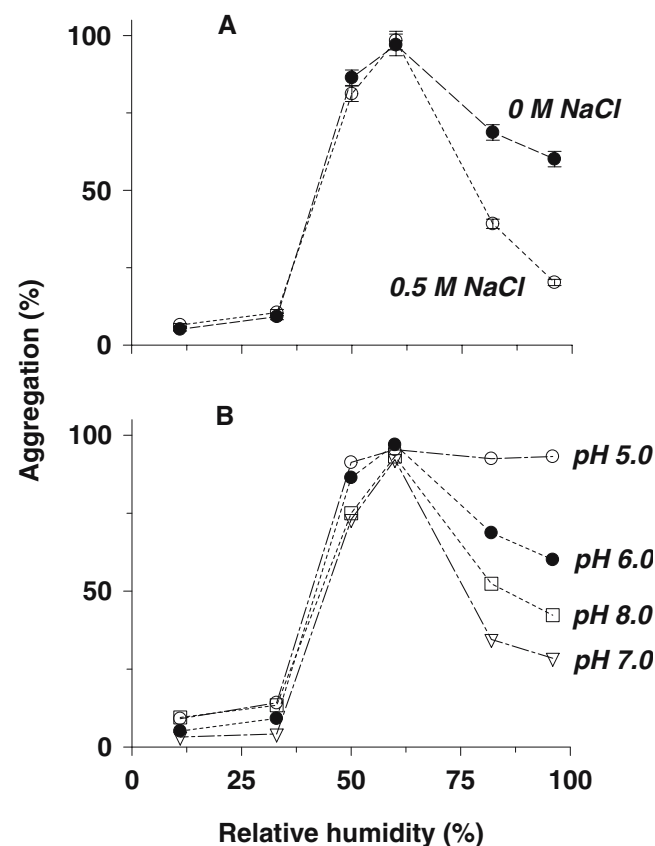 A
100
50
0
0 M NaCl
0.5 M NaCl
Aggregation (%)
B
100
50
0
pH 5.0
pH 6.0
pH 8.0
pH 7.0
0 25 50 75 100
Relative humidity (%)